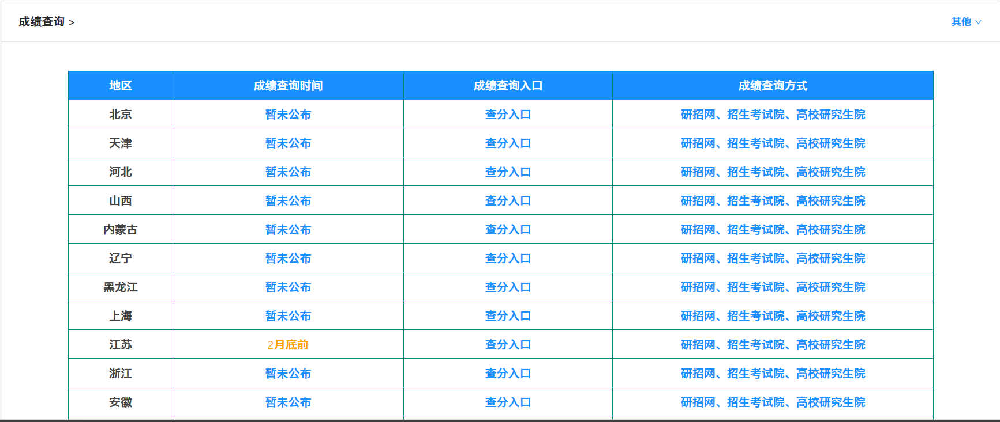 成绩查询 >
其他
地区 成绩查询时间 成绩查询入口 成绩查询方式
北京 暂未公布 查分入口 研招网、招生考试院、高校研究生院
天津 暂未公布 查分入口 研招网、招生考试院、高校研究生院
河北 暂未公布 查分入口 研招网、招生考试院、高校研究生院
山西 暂未公布 查分入口 研招网、招生考试院、高校研究生院
内蒙古 暂未公布 查分入口 研招网、招生考试院、高校研究生院
辽宁 暂未公布 查分入口 研招网、招生考试院、高校研究生院
黑龙江 暂未公布 查分入口 研招网、招生考试院、高校研究生院
上海 暂未公布 查分入口 研招网、招生考试院、高校研究生院
江苏 2月底前 查分入口 研招网、招生考试院、高校研究生院
浙江 暂未公布 查分入口 研招网、招生考试院、高校研究生院
安徽 暂未公布 查分入口 研招网、招生考试院、高校研究生院